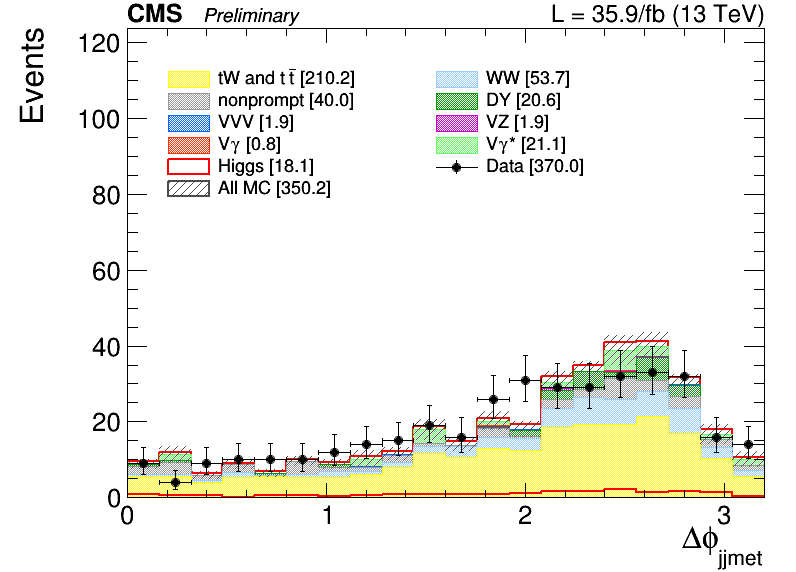 CMS Preliminary L = 35.9/fb (13 TeV)
Events
120
100
80
60
40
20
0
tW and tt̄ [210.2] WW [53.7]
nonprompt [40.0] DY [20.6]
VVV [1.9] VZ [1.9]
Vγ [0.8] Vγ* [21.1]
Higgs [18.1] Data [370.0]
All MC [350.2]
0 1 2 3
Δϕjjmet